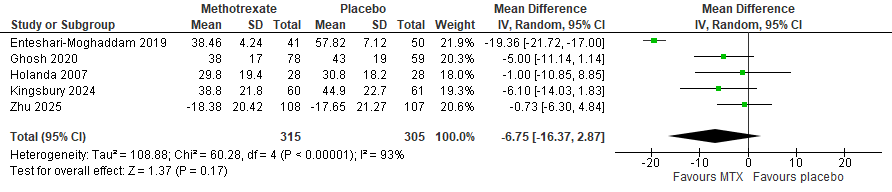 Methotrexate Placebo Mean Difference Mean Difference
Study or Subgroup Mean SD Total Mean SD Total Weight IV, Random, 95% CI IV, Random, 95% CI
Enteshari-Moghaddam 2019 38.46 4.24 41 57.82 7.12 50 21.9% -19.36 [-21.72, -17.00]
Ghosh 2020 38 17 78 43 19 59 20.4% -5.00 [-11.14, 1.14]
Holanda 2007 29.8 19.4 28 30.8 18.2 28 17.5% -1.00 [-10.85, 8.85]
Kingsbury 2024 38.8 21.8 60 44.9 22.7 61 19.5% -6.10 [-14.03, 1.83]
Zhu 2025 -18.38 20.42 108 -17.65 21.27 107 20.6% -0.73 [-6.30, 4.84]
Total (95% CI) 315 305 100.0% -6.75 [-16.37, 2.87]
Heterogeneity: Tau² = 108.88; Chi² = 60.28, df = 4 (P < 0.00001); I² = 93%
Test for overall effect: Z = 1.37 (P = 0.17)
-20 -10 0 10 20
Favours MTX Favours placebo